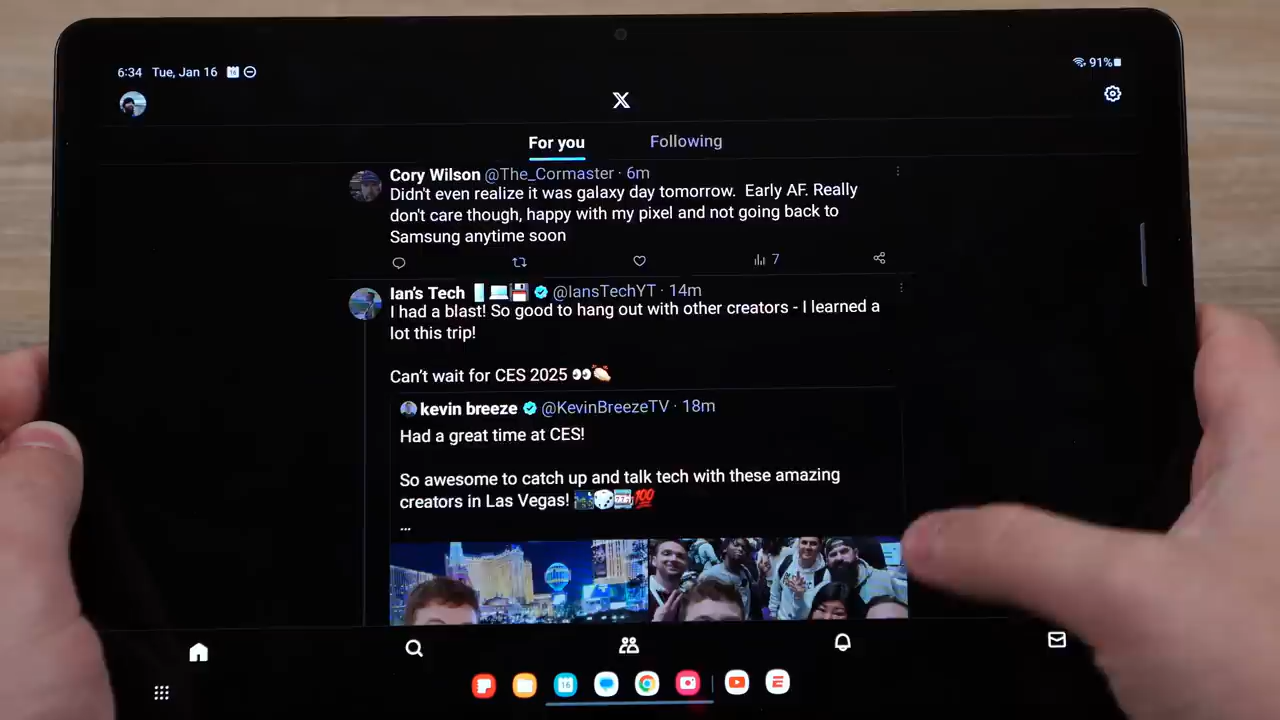 6:34 Tue, Jan 16 16
91%
X
For you Following
Cory Wilson @The_Cormaster · 6m
Didn't even realize it was galaxy day tomorrow. Early AF. Really
don't care though, happy with my pixel and not going back to
Samsung anytime soon
7
Ian's Tech @IansTechYT · 14m
I had a blast! So good to hang out with other creators - I learned a
lot this trip!
Can't wait for CES 2025 👀👏
kevin breeze @KevinBreezeTV · 18m
Had a great time at CES!
So awesome to catch up and talk tech with these amazing
creators in Las Vegas! 🌃🎲🎰💯
...
16